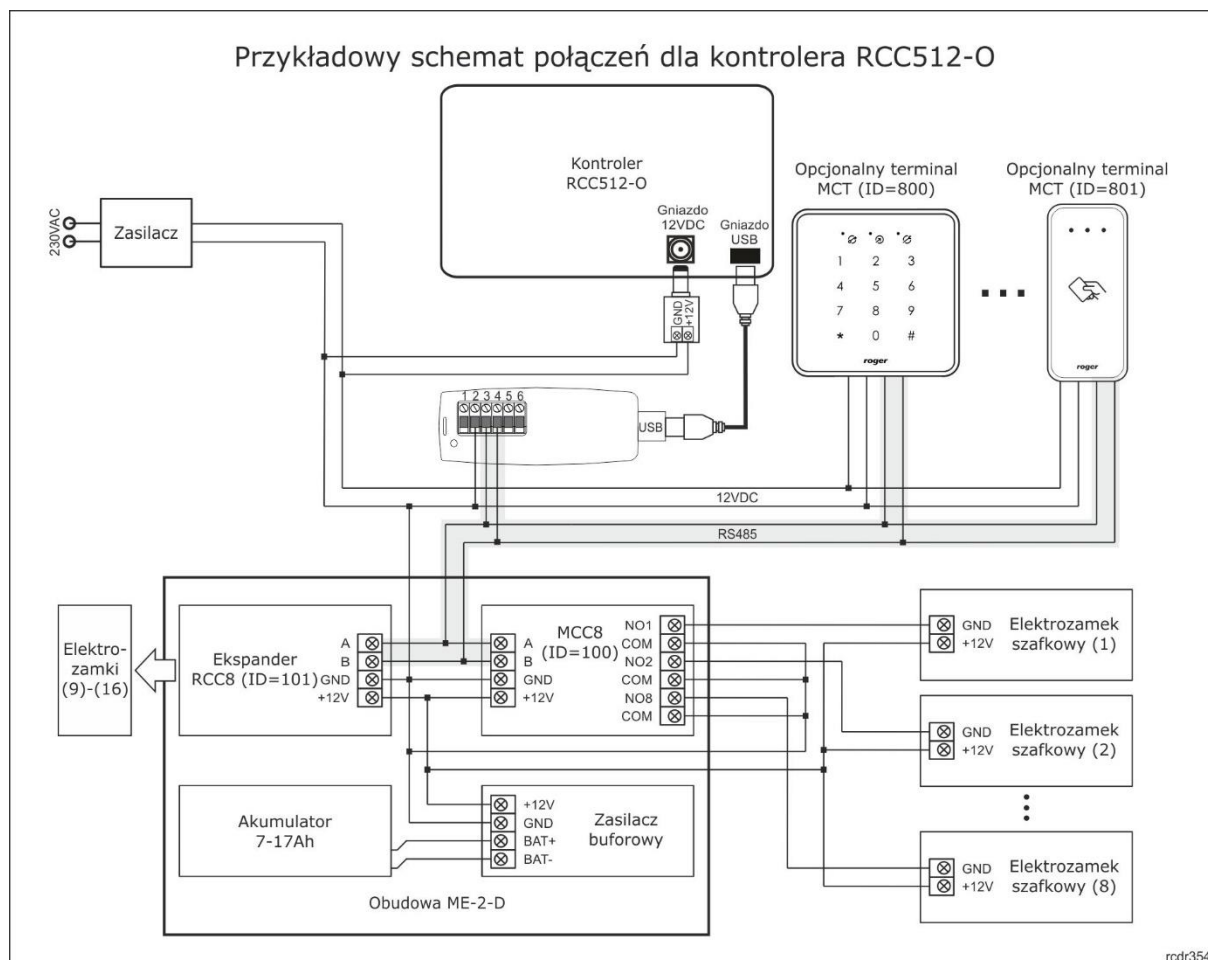 Przykładowy schemat połączeń dla kontrolera RCC512-O
Kontroler
RCC512-O
Gniazdo
12VDC
Gniazdo
USB
Opcjonalny terminal
MCT (ID=800)
Opcjonalny terminal
MCT (ID=801)
230VAC
Zasilacz
GND
+12V
1 2 3
4 5 6
7 8 9
* 0 #
roger
roger
1 2 3 4 5 6
USB
12VDC
RS485
Elektro-
zamki
(9)-(16)
Ekspander
RCC8 (ID=101)
A
B
GND
+12V
MCC8
(ID=100)
A
B
GND
+12V
NO1
COM
NO2
COM
NO8
COM
GND
+12V
Elektrozamek
szafkowy (1)
GND
+12V
Elektrozamek
szafkowy (2)
GND
+12V
Elektrozamek
szafkowy (8)
Akumulator
7-17Ah
+12V
GND
BAT+
BAT-
Zasilacz
buforowy
Obudowa ME-2-D
rcdr354